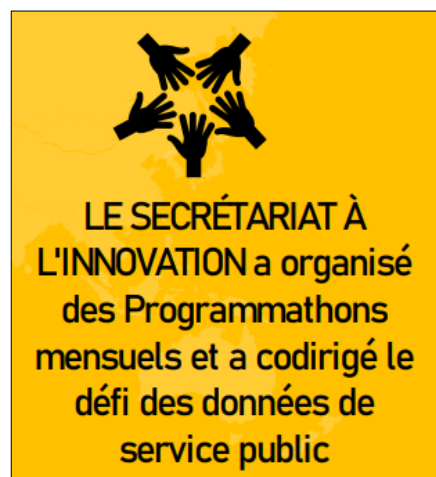 LE SECRÉTARIAT À
L'INNOVATION a organisé
des Programmathons
mensuels et a codirigé le
défi des données de
service public